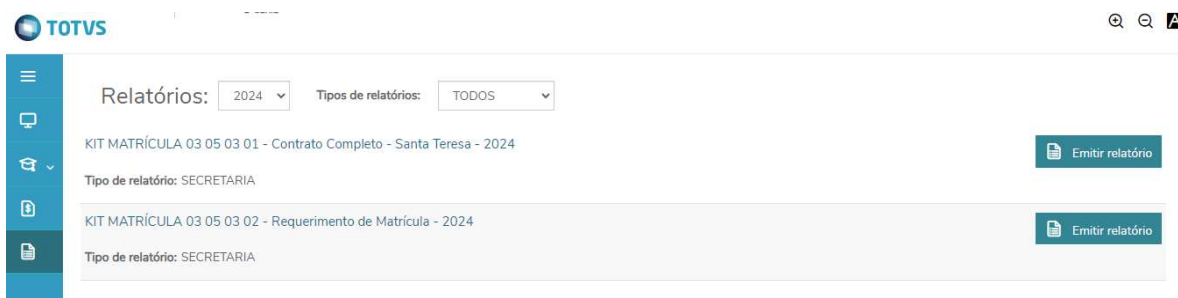 TOTVS
A
Relatórios: 2024 Tipos de relatórios: TODOS
KIT MATRÍCULA 03 05 03 01 - Contrato Completo - Santa Teresa - 2024
Emitir relatório
Tipo de relatório: SECRETARIA
KIT MATRÍCULA 03 05 03 02 - Requerimento de Matrícula - 2024
Emitir relatório
Tipo de relatório: SECRETARIA